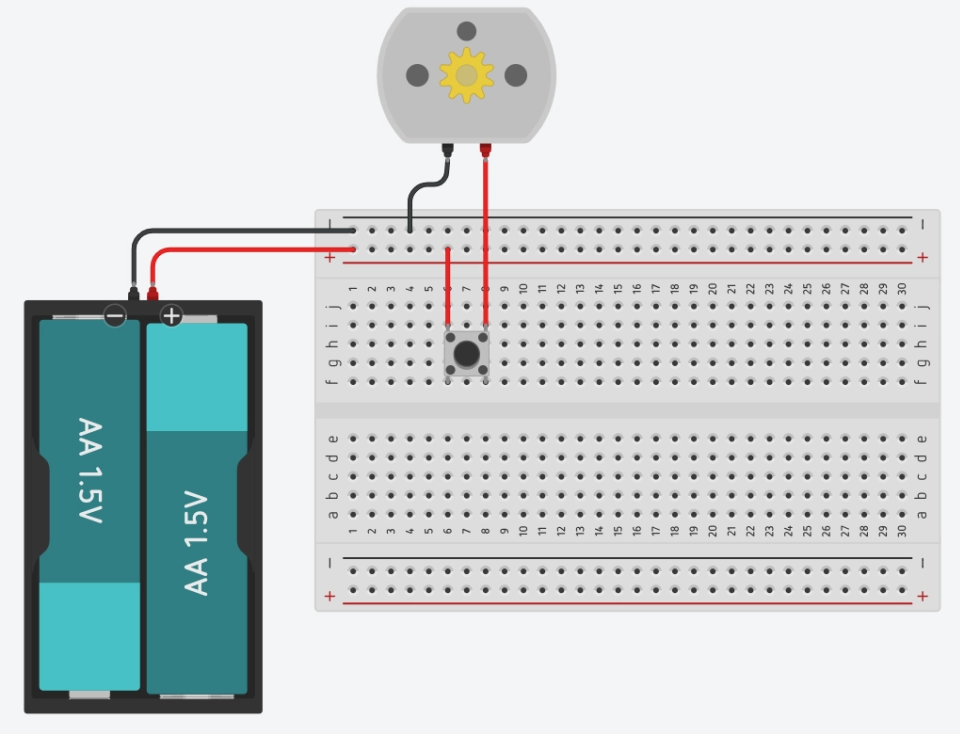 − +
AA 1.5V
AA 1.5V
− −
+ +
1 2 3 4 5 6 7 8 9 10 11 12 13 14 15 16 17 18 19 20 21 22 23 24 25 26 27 28 29 30
j j
i i
h h
g g
f f
e e
d d
c c
b b
a a
1 2 3 4 5 6 7 8 9 10 11 12 13 14 15 16 17 18 19 20 21 22 23 24 25 26 27 28 29 30
− −
+ +